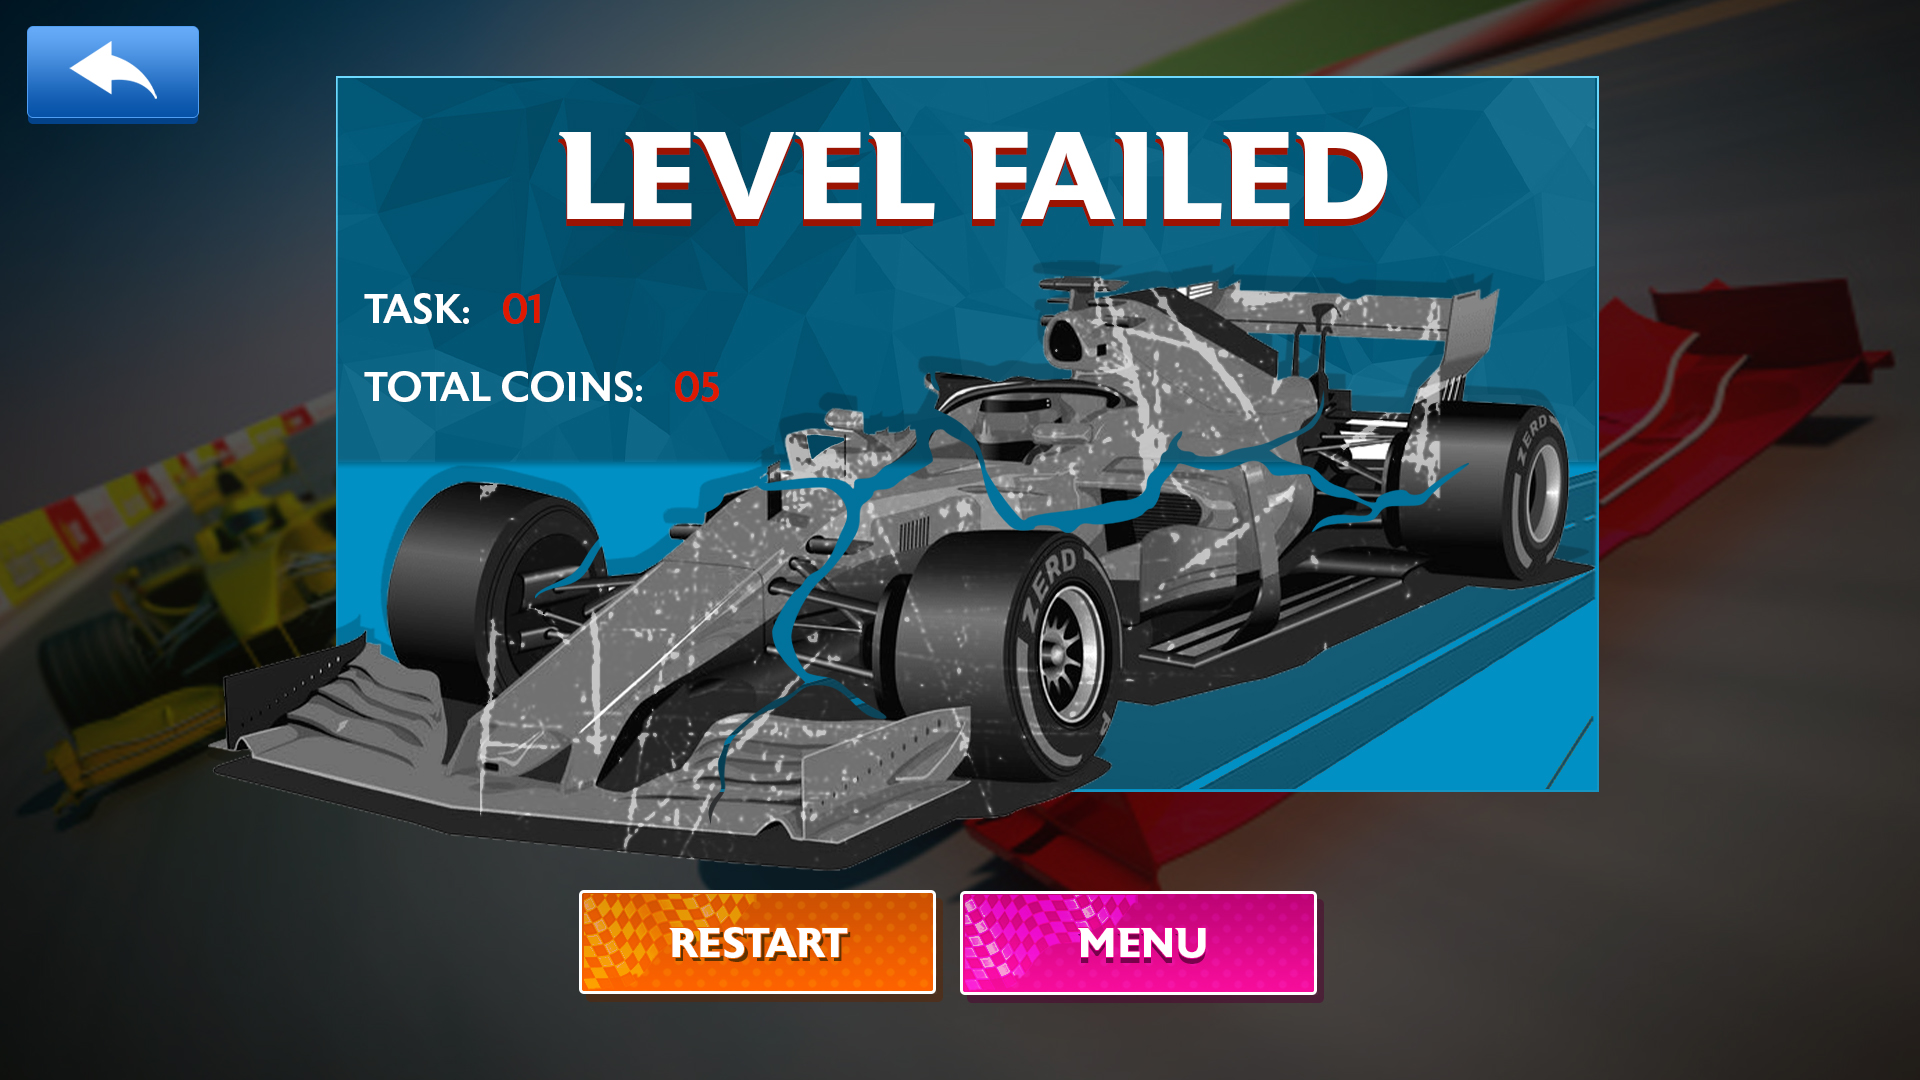 LEVEL FAILED
TASK: 01
TOTAL COINS: 05
ZERD
ZERD
RESTART
MENU